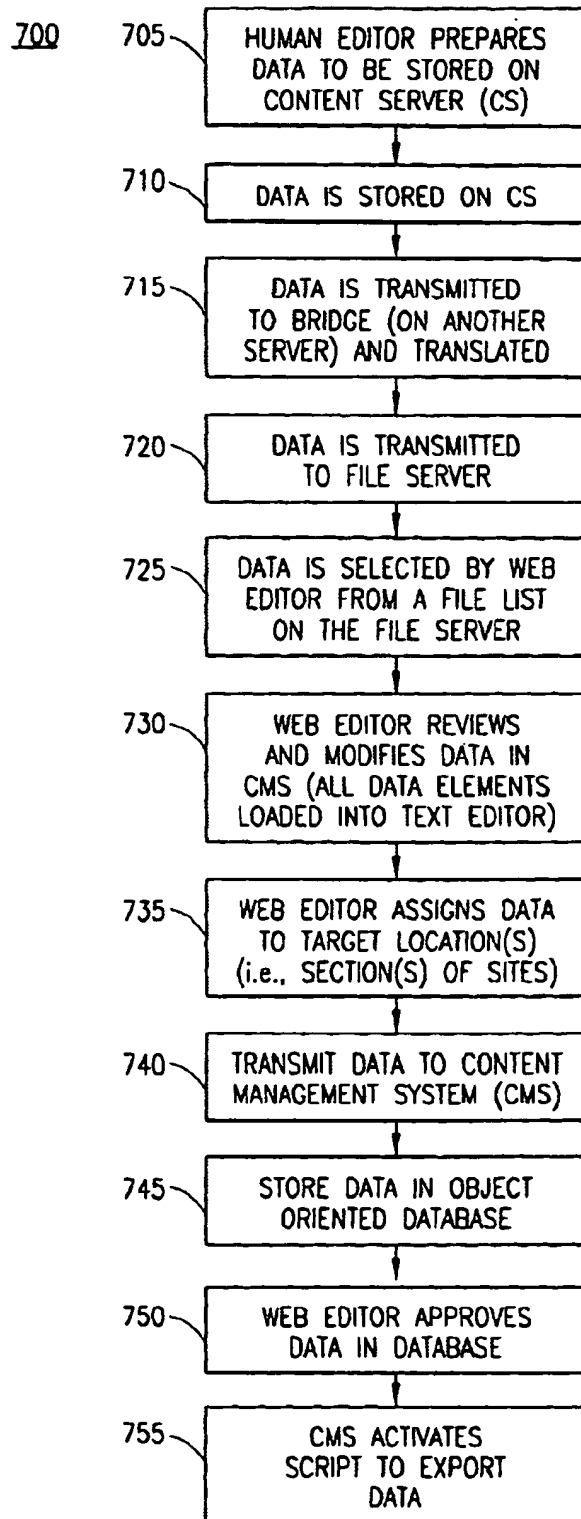 700
705
HUMAN EDITOR PREPARES
DATA TO BE STORED ON
CONTENT SERVER (CS)
710
DATA IS STORED ON CS
715
DATA IS TRANSMITTED
TO BRIDGE (ON ANOTHER
SERVER) AND TRANSLATED
720
DATA IS TRANSMITTED
TO FILE SERVER
725
DATA IS SELECTED BY WEB
EDITOR FROM A FILE LIST
ON THE FILE SERVER
730
WEB EDITOR REVIEWS
AND MODIFIES DATA IN
CMS (ALL DATA ELEMENTS
LOADED INTO TEXT EDITOR)
735
WEB EDITOR ASSIGNS DATA
TO TARGET LOCATION(S)
(i.e., SECTION(S) OF SITES)
740
TRANSMIT DATA TO CONTENT
MANAGEMENT SYSTEM (CMS)
745
STORE DATA IN OBJECT
ORIENTED DATABASE
750
WEB EDITOR APPROVES
DATA IN DATABASE
755
CMS ACTIVATES
SCRIPT TO EXPORT
DATA